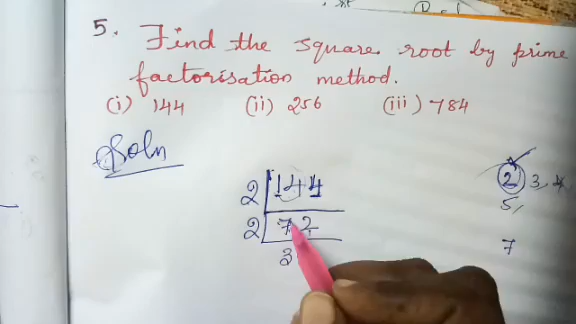 5. Find the square root by prime
factorisation method.
(i) 144 (ii) 256 (iii) 784
Soln
2 144 2 3, 4
2 72 5,
3 7